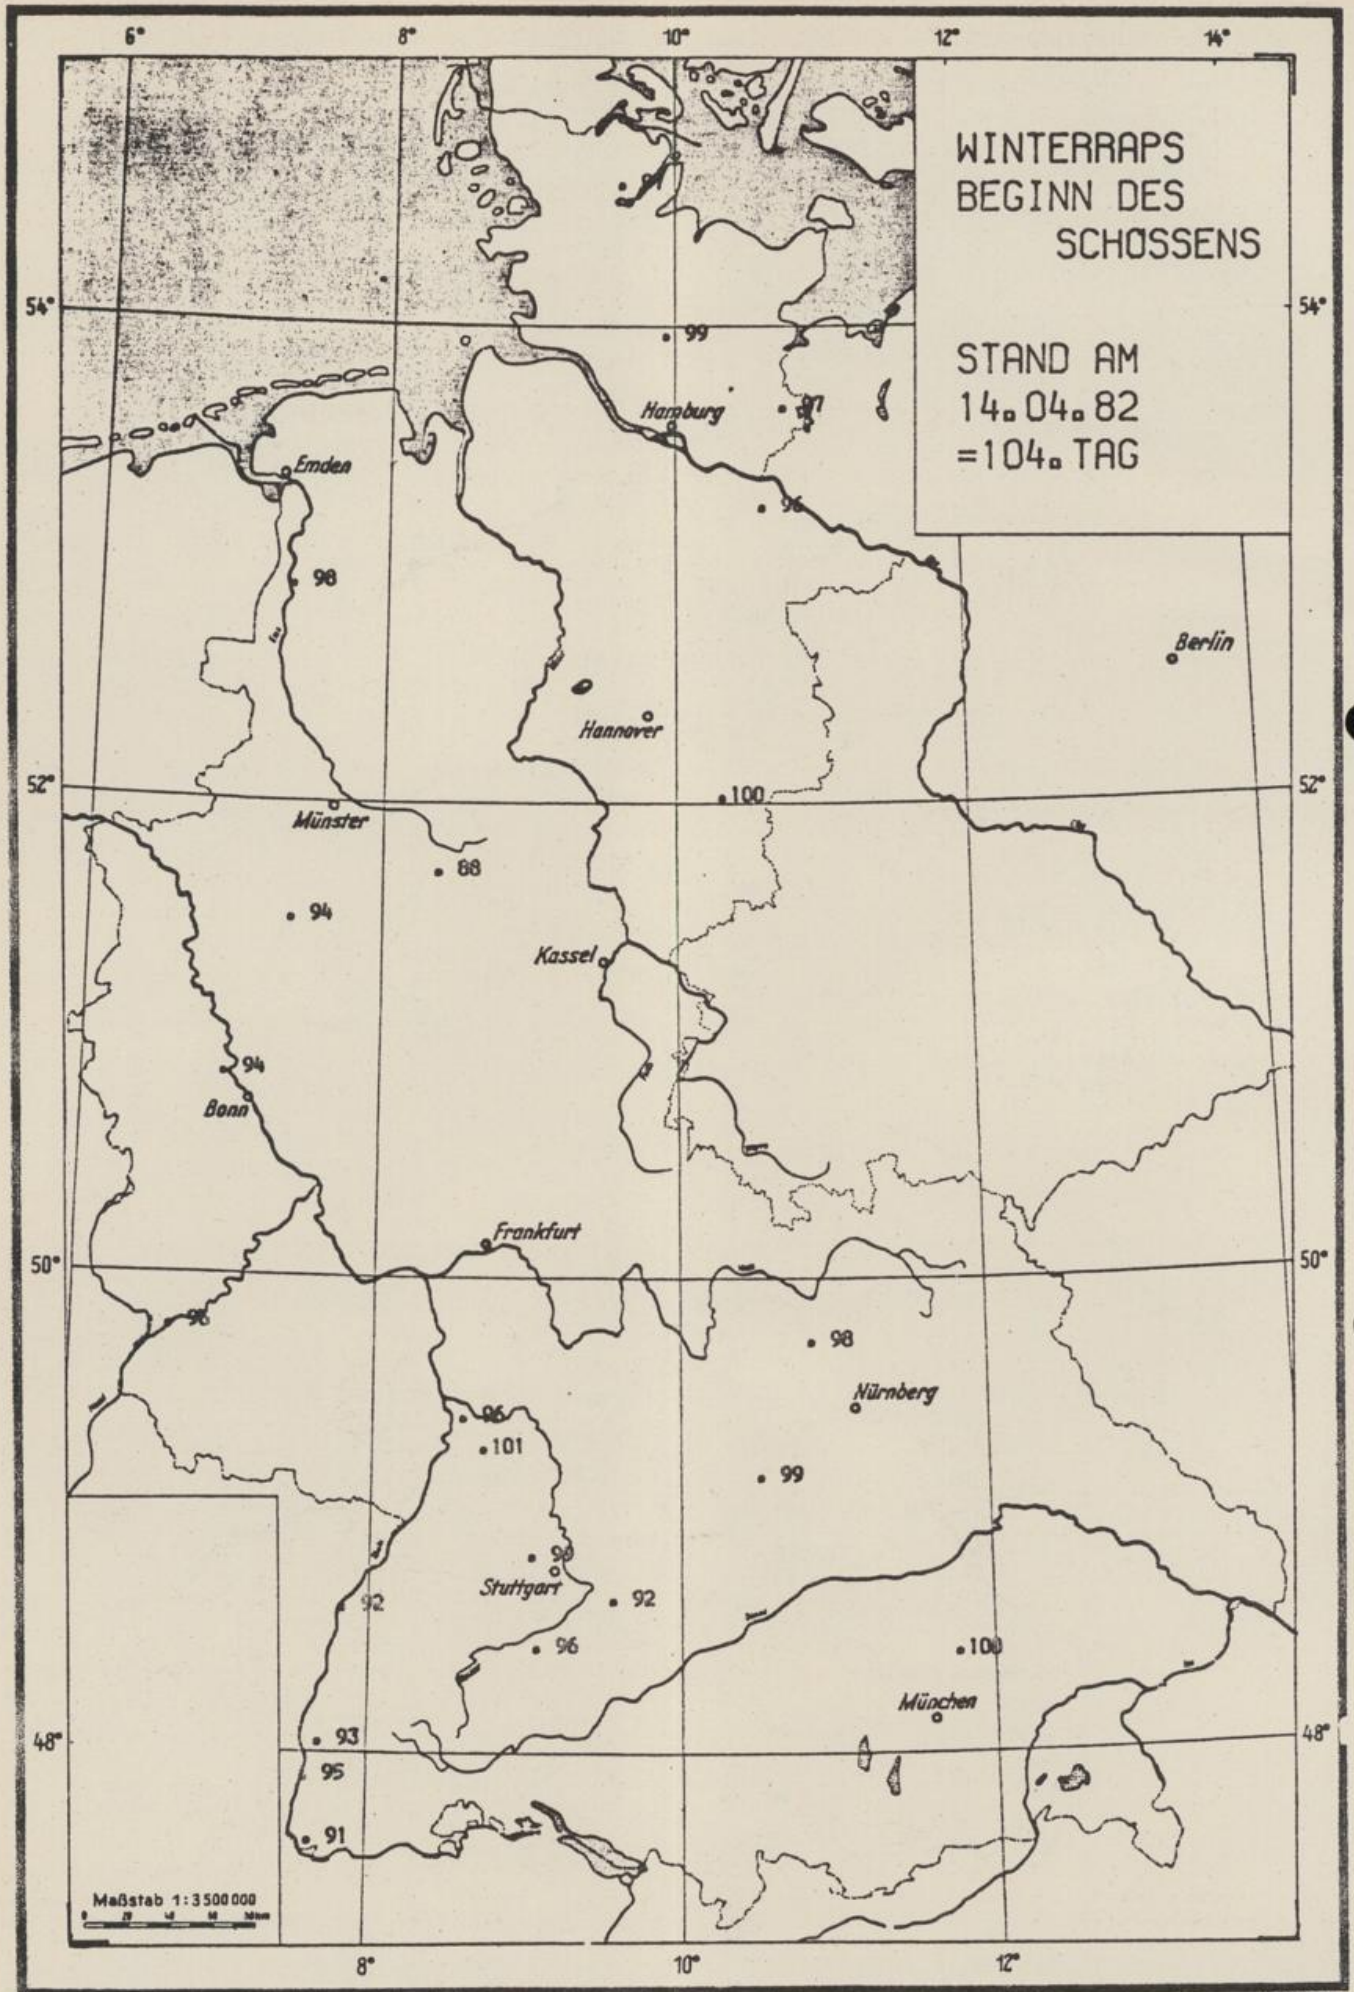 6° 8° 10° 12° 14°
WINTERRAPS
BEGINN DES
SCHOSSENS
STAND AM
14.04.82
=104. TAG
54° 54°
99
Hamburg
Emden
96
98
Berlin
Hannover
52° 52°
100
Münster
88
94
Kassel
94
Bonn
Frankfurt
50° 50°
98
Nürnberg
96
101
99
Stuttgart
92
92
96
100
München
48° 48°
93
95
91
Maßstab 1:3500000
8° 10° 12°